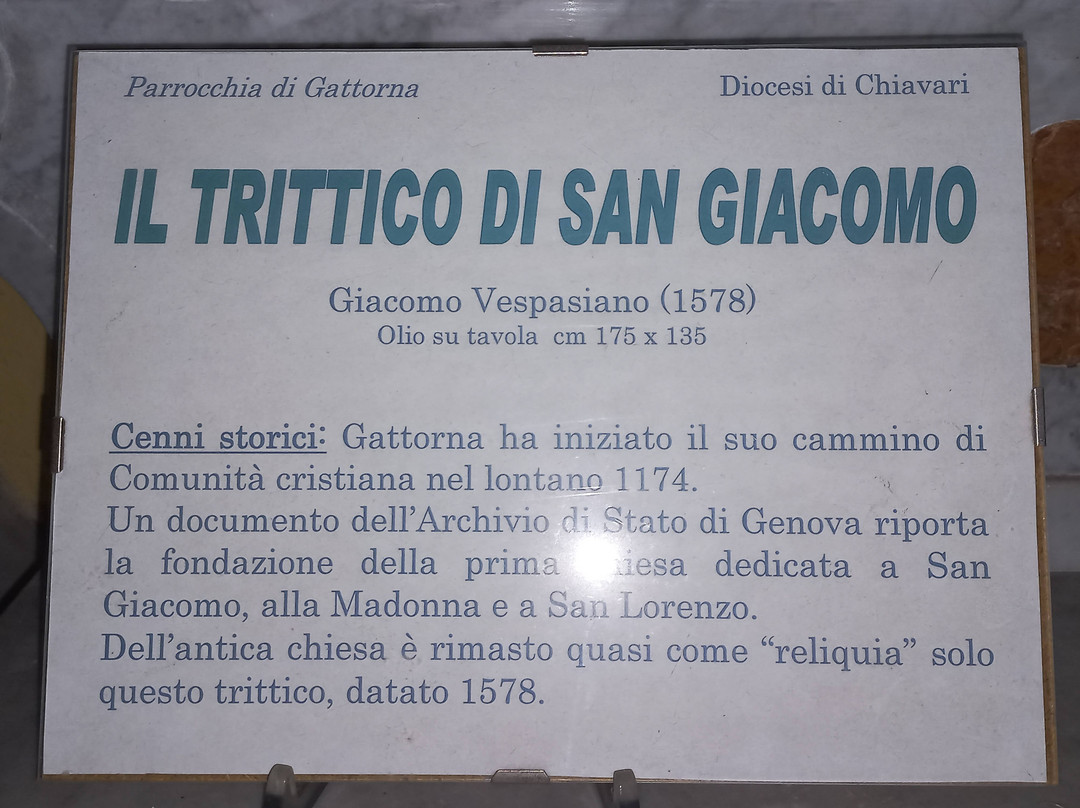 Parrocchia di Gattorna Diocesi di Chiavari
IL TRITTICO DI SAN GIACOMO
Giacomo Vespasiano (1578)
Olio su tavola cm 175 x 135
Cenni storici: Gattorna ha iniziato il suo cammino di
Comunità cristiana nel lontano 1174.
Un documento dell'Archivio di Stato di Genova riporta
la fondazione della prima chiesa dedicata a San
Giacomo, alla Madonna e a San Lorenzo.
Dell'antica chiesa è rimasto quasi come “reliquia” solo
questo trittico, datato 1578.